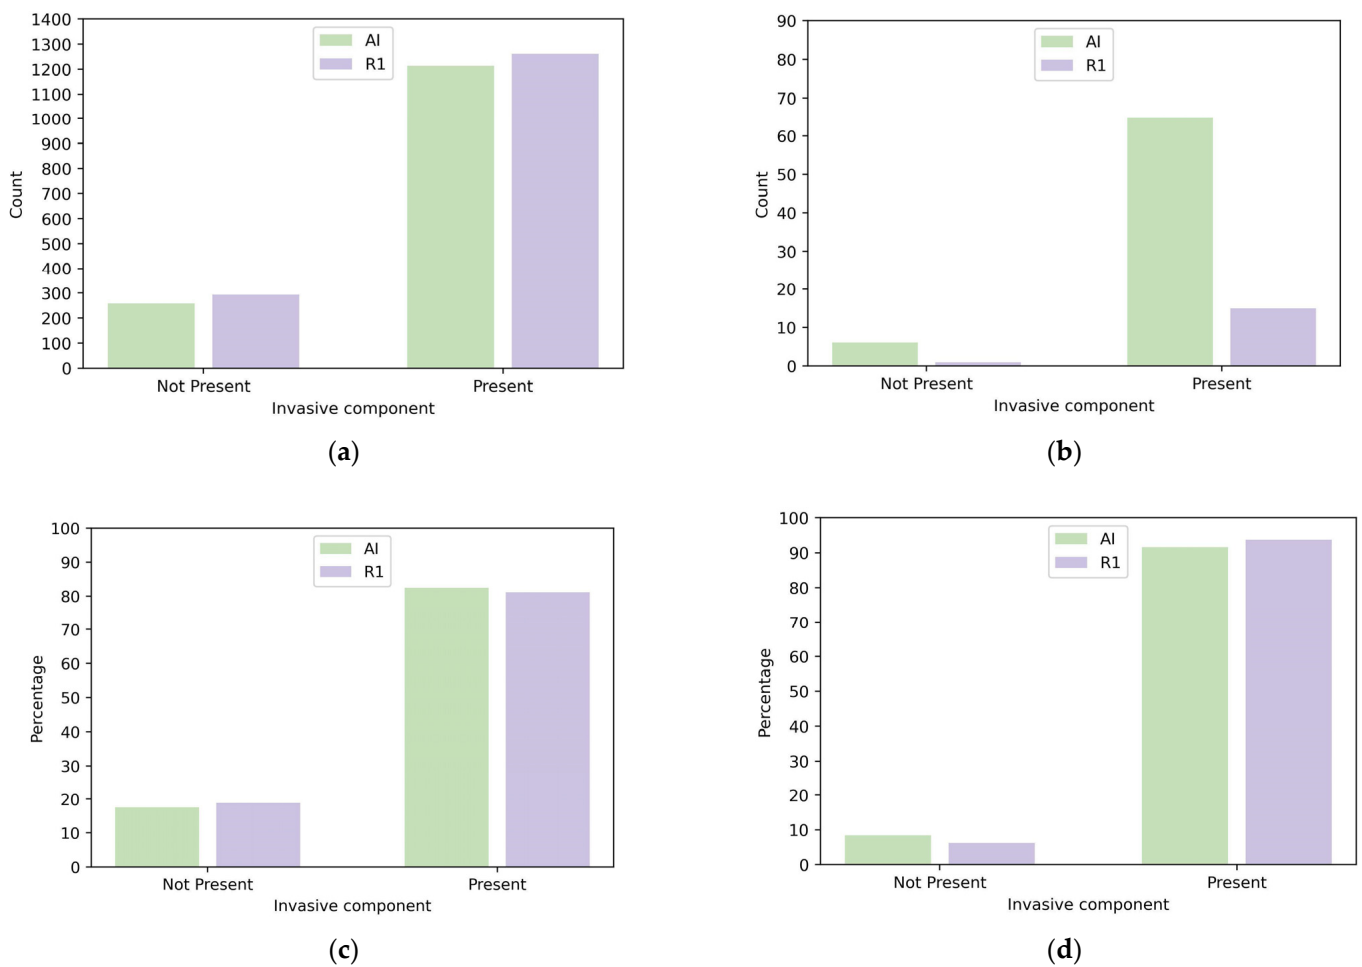 1400
1300
1200
1100
1000
900
800
700
600
500
400
300
200
100
0
Count
AI
R1
Not Present
Present
Invasive component
(a)
90
80
70
60
50
40
30
20
10
0
Count
AI
R1
Not Present
Present
Invasive component
(b)
100
90
80
70
60
50
40
30
20
10
0
Percentage
AI
R1
Not Present
Present
Invasive component
(c)
100
90
80
70
60
50
40
30
20
10
0
Percentage
AI
R1
Not Present
Present
Invasive component
(d)